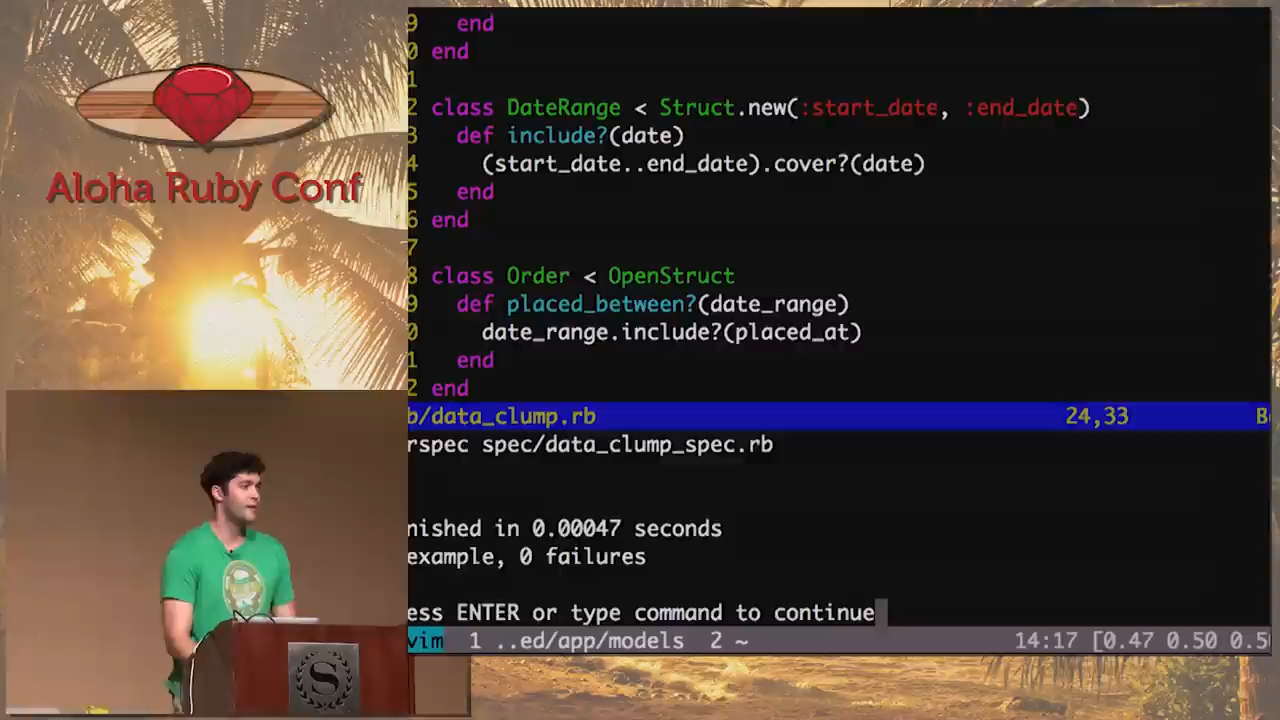 Aloha Ruby Conf
9 end
0 end
1
2 class DateRange < Struct.new(:start_date, :end_date)
3 def include?(date)
4 (start_date..end_date).cover?(date)
5 end
6 end
7
8 class Order < OpenStruct
9 def placed_between?(date_range)
0 date_range.include?(placed_at)
1 end
2 end
b/data_clump.rb 24,33 B
rspec spec/data_clump_spec.rb
nished in 0.00047 seconds
example, 0 failures
ess ENTER or type command to continue
vim 1 ..ed/app/models 2 ~ 14:17 [0.47 0.50 0.5
S